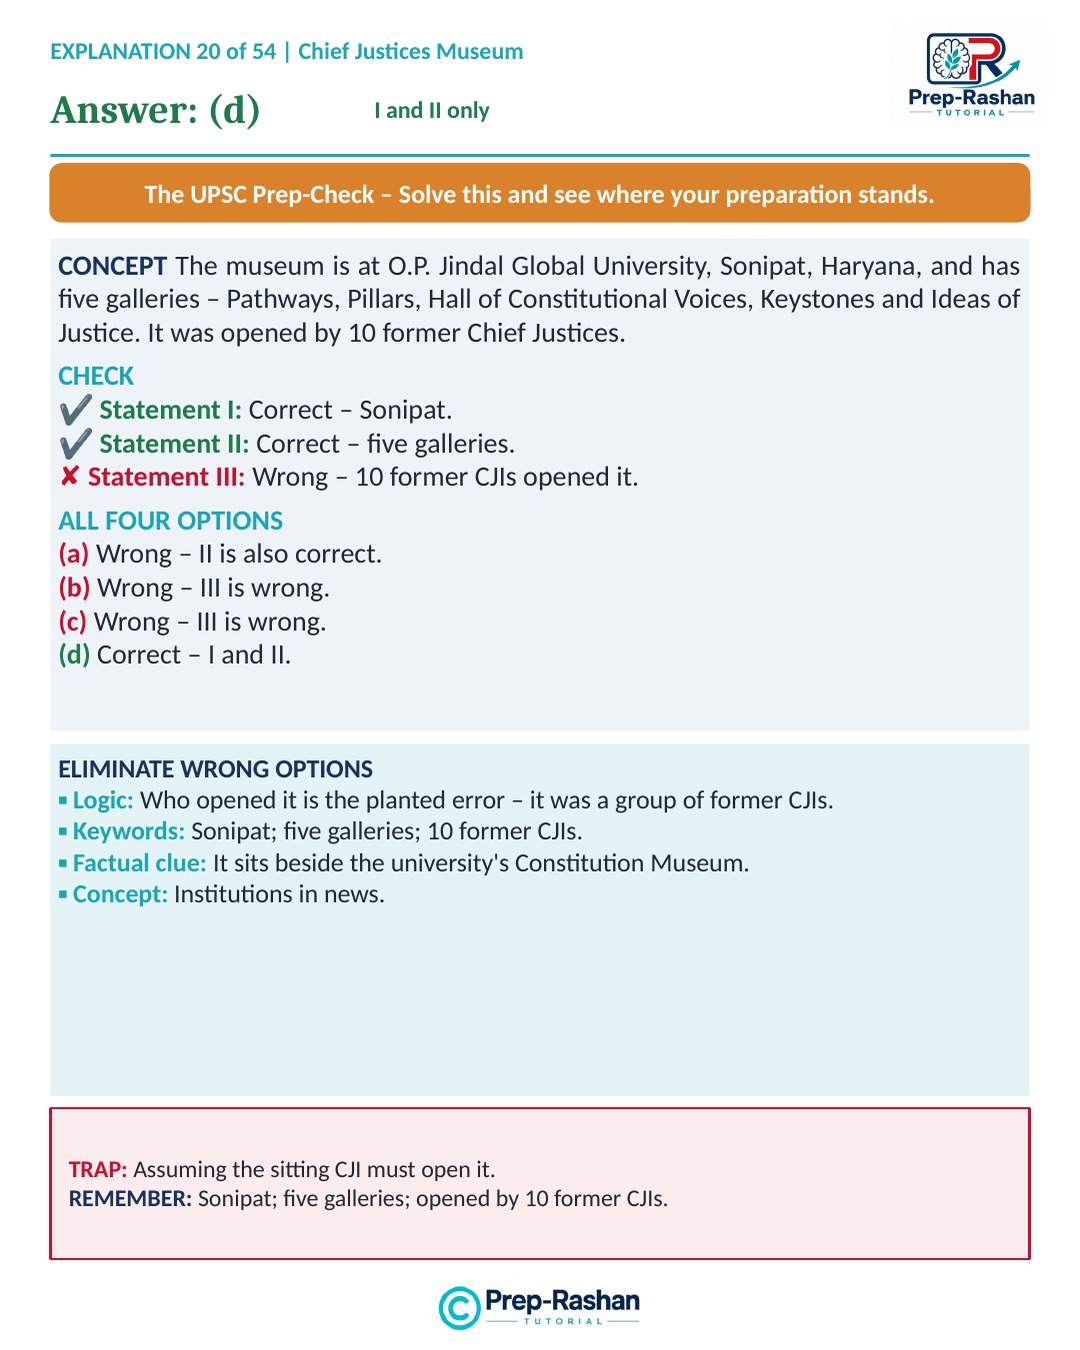 EXPLANATION 20 of 54 | Chief Justices Museum
Prep-Rashan
TUTORIAL
Answer: (d) I and II only
The UPSC Prep-Check – Solve this and see where your preparation stands.
CONCEPT The museum is at O.P. Jindal Global University, Sonipat, Haryana, and has
five galleries – Pathways, Pillars, Hall of Constitutional Voices, Keystones and Ideas of
Justice. It was opened by 10 former Chief Justices.
CHECK
✔ Statement I: Correct – Sonipat.
✔ Statement II: Correct – five galleries.
✘ Statement III: Wrong – 10 former CJIs opened it.
ALL FOUR OPTIONS
(a) Wrong – II is also correct.
(b) Wrong – III is wrong.
(c) Wrong – III is wrong.
(d) Correct – I and II.
ELIMINATE WRONG OPTIONS
▪ Logic: Who opened it is the planted error – it was a group of former CJIs.
▪ Keywords: Sonipat; five galleries; 10 former CJIs.
▪ Factual clue: It sits beside the university's Constitution Museum.
▪ Concept: Institutions in news.
TRAP: Assuming the sitting CJI must open it.
REMEMBER: Sonipat; five galleries; opened by 10 former CJIs.
© Prep-Rashan
TUTORIAL